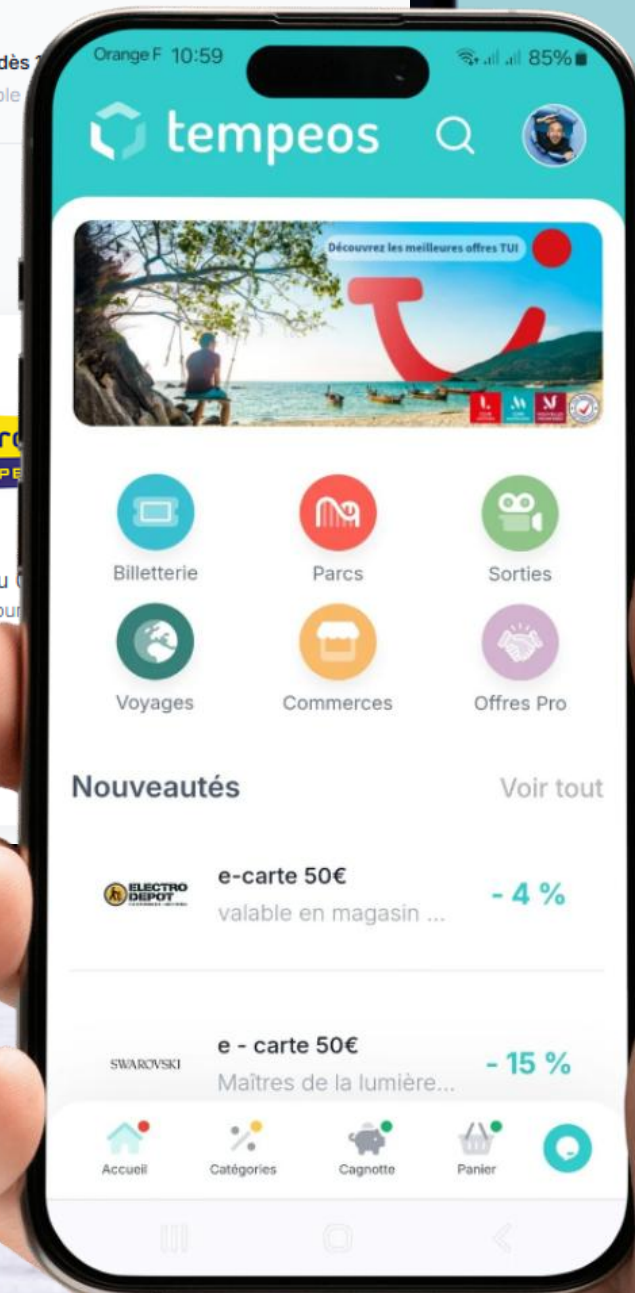 dès
Orange F 10:59
85%
tempeos
Découvrez les meilleures offres TUI
Billetterie
Parcs
Sorties
Voyages
Commerces
Offres Pro
Nouveautés
Voir tout
ELECTRO
DEPOT
e-carte 50€
valable en magasin ...
- 4 %
SWAROVSKI
e - carte 50€
Maîtres de la lumière...
- 15 %
Accueil
Catégories
Cagnotte
Panier